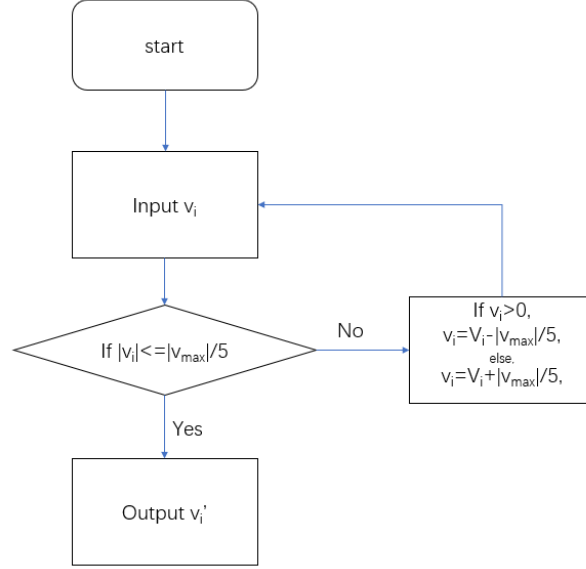 start
Input vᵢ
If |vᵢ|<=|vₘₐₓ|/5
No
If vᵢ>0,
vᵢ=Vᵢ-|vₘₐₓ|/5,
else,
vᵢ=Vᵢ+|vₘₐₓ|/5,
Yes
Output vᵢ'